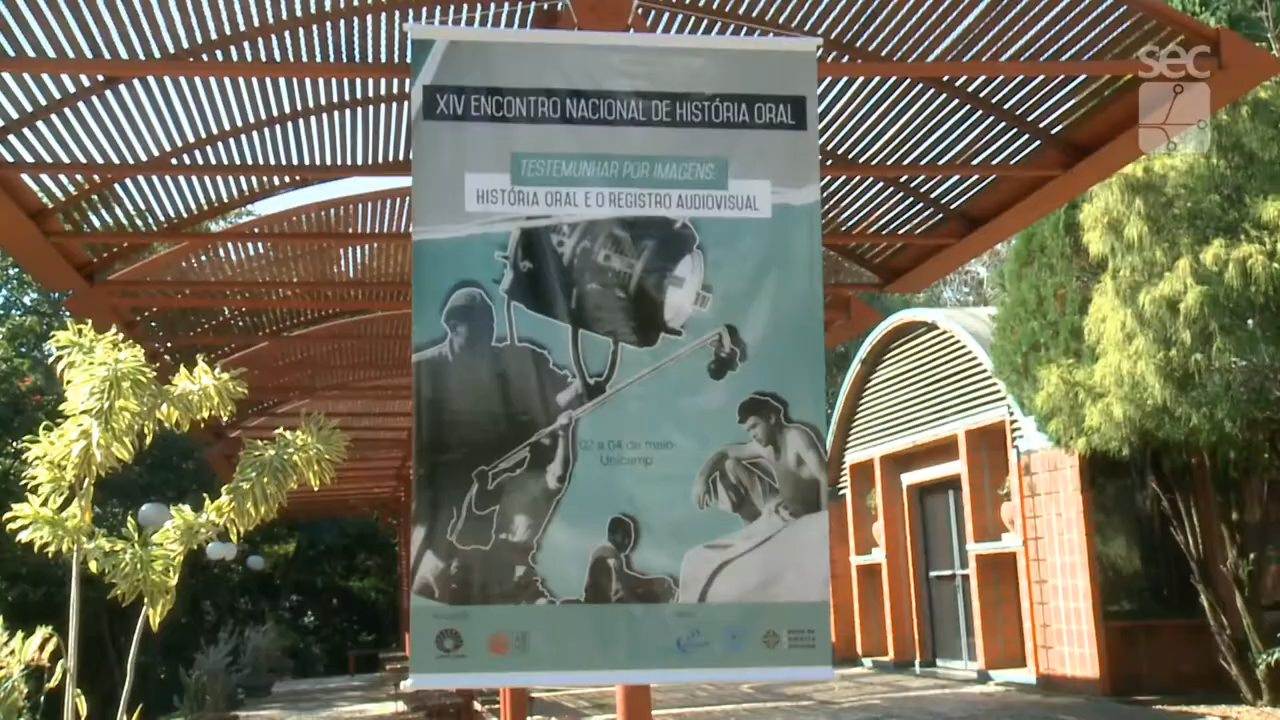 sec
XIV ENCONTRO NACIONAL DE HISTÓRIA ORAL
TESTEMUNHAR POR IMAGENS:
HISTÓRIA ORAL E O REGISTRO AUDIOVISUAL
02 a 04 de maio
Unicamp